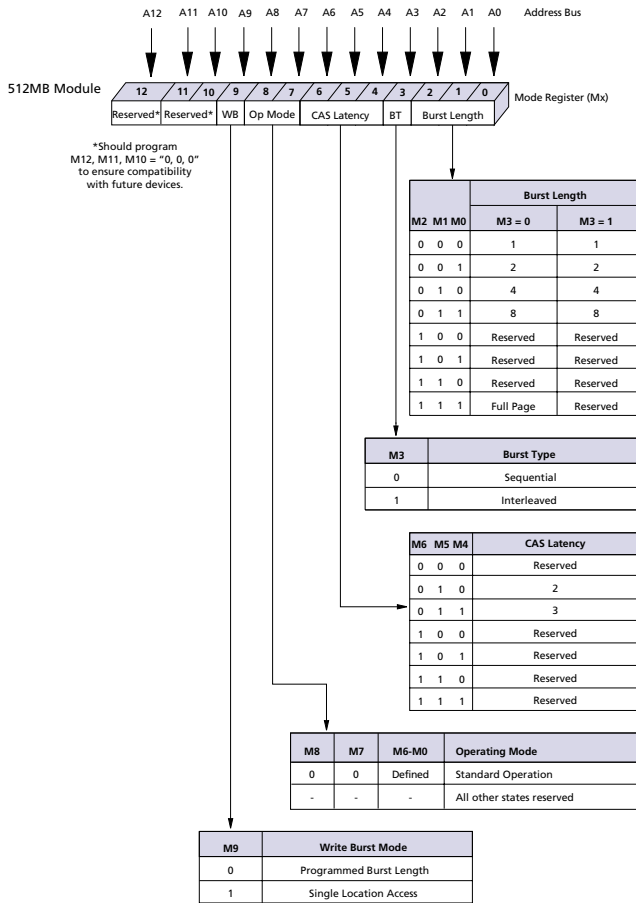 A12 A11 A10 A9 A8 A7 A6 A5 A4 A3 A2 A1 A0 Address Bus
512MB Module
12 11 10 9 8 7 6 5 4 3 2 1 0
Mode Register (Mx)
Reserved* Reserved* WB Op Mode CAS Latency BT Burst Length
*Should program
M12, M11, M10 = “0, 0, 0”
to ensure compatibility
with future devices.
Burst Length
M2 M1 M0 M3 = 0 M3 = 1
0 0 0 1 1
0 0 1 2 2
0 1 0 4 4
0 1 1 8 8
1 0 0 Reserved Reserved
1 0 1 Reserved Reserved
1 1 0 Reserved Reserved
1 1 1 Full Page Reserved
M3 Burst Type
0 Sequential
1 Interleaved
M6 M5 M4 CAS Latency
0 0 0 Reserved
0 1 0 2
0 1 1 3
1 0 0 Reserved
1 0 1 Reserved
1 1 0 Reserved
1 1 1 Reserved
M8 M7 M6-M0 Operating Mode
0 0 Defined Standard Operation
- - - All other states reserved
M9 Write Burst Mode
0 Programmed Burst Length
1 Single Location Access